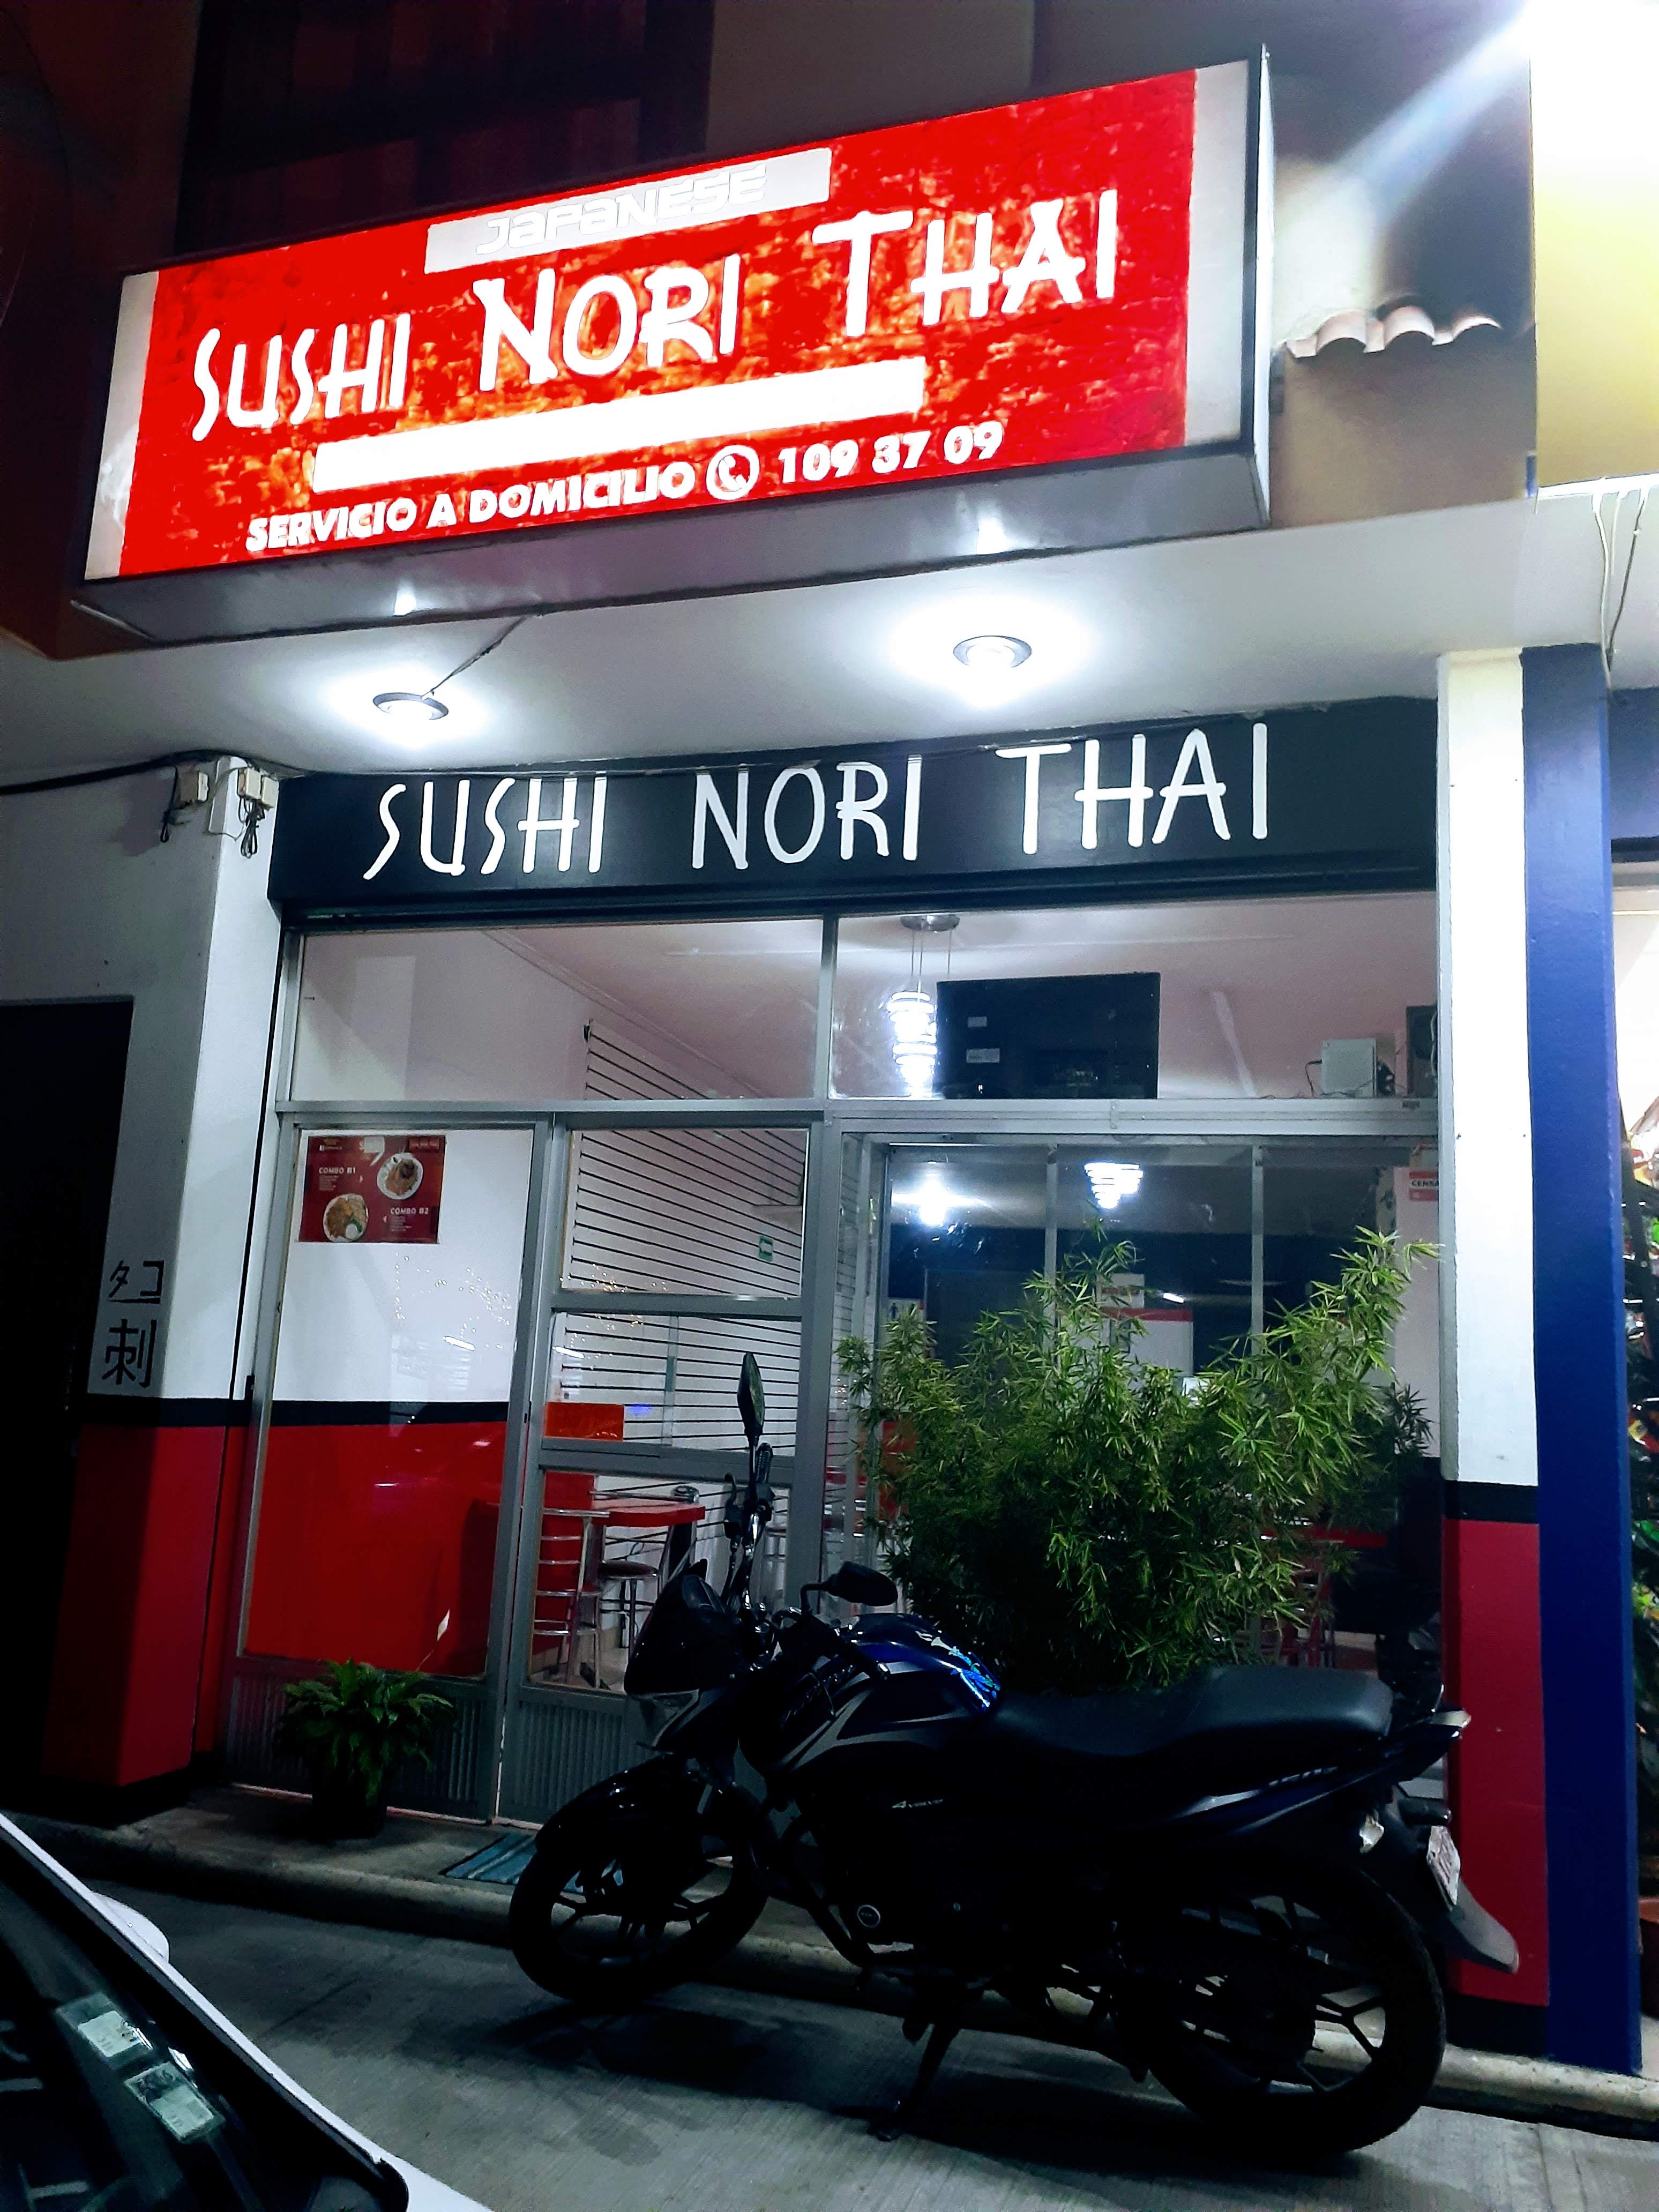 JAPANESE
SUSHI NORI THAI
SERVICIO A DOMICILIO 109 37 09
SUSHI NORI THAI
COMBO B1
COMBO B2
タコ
刺